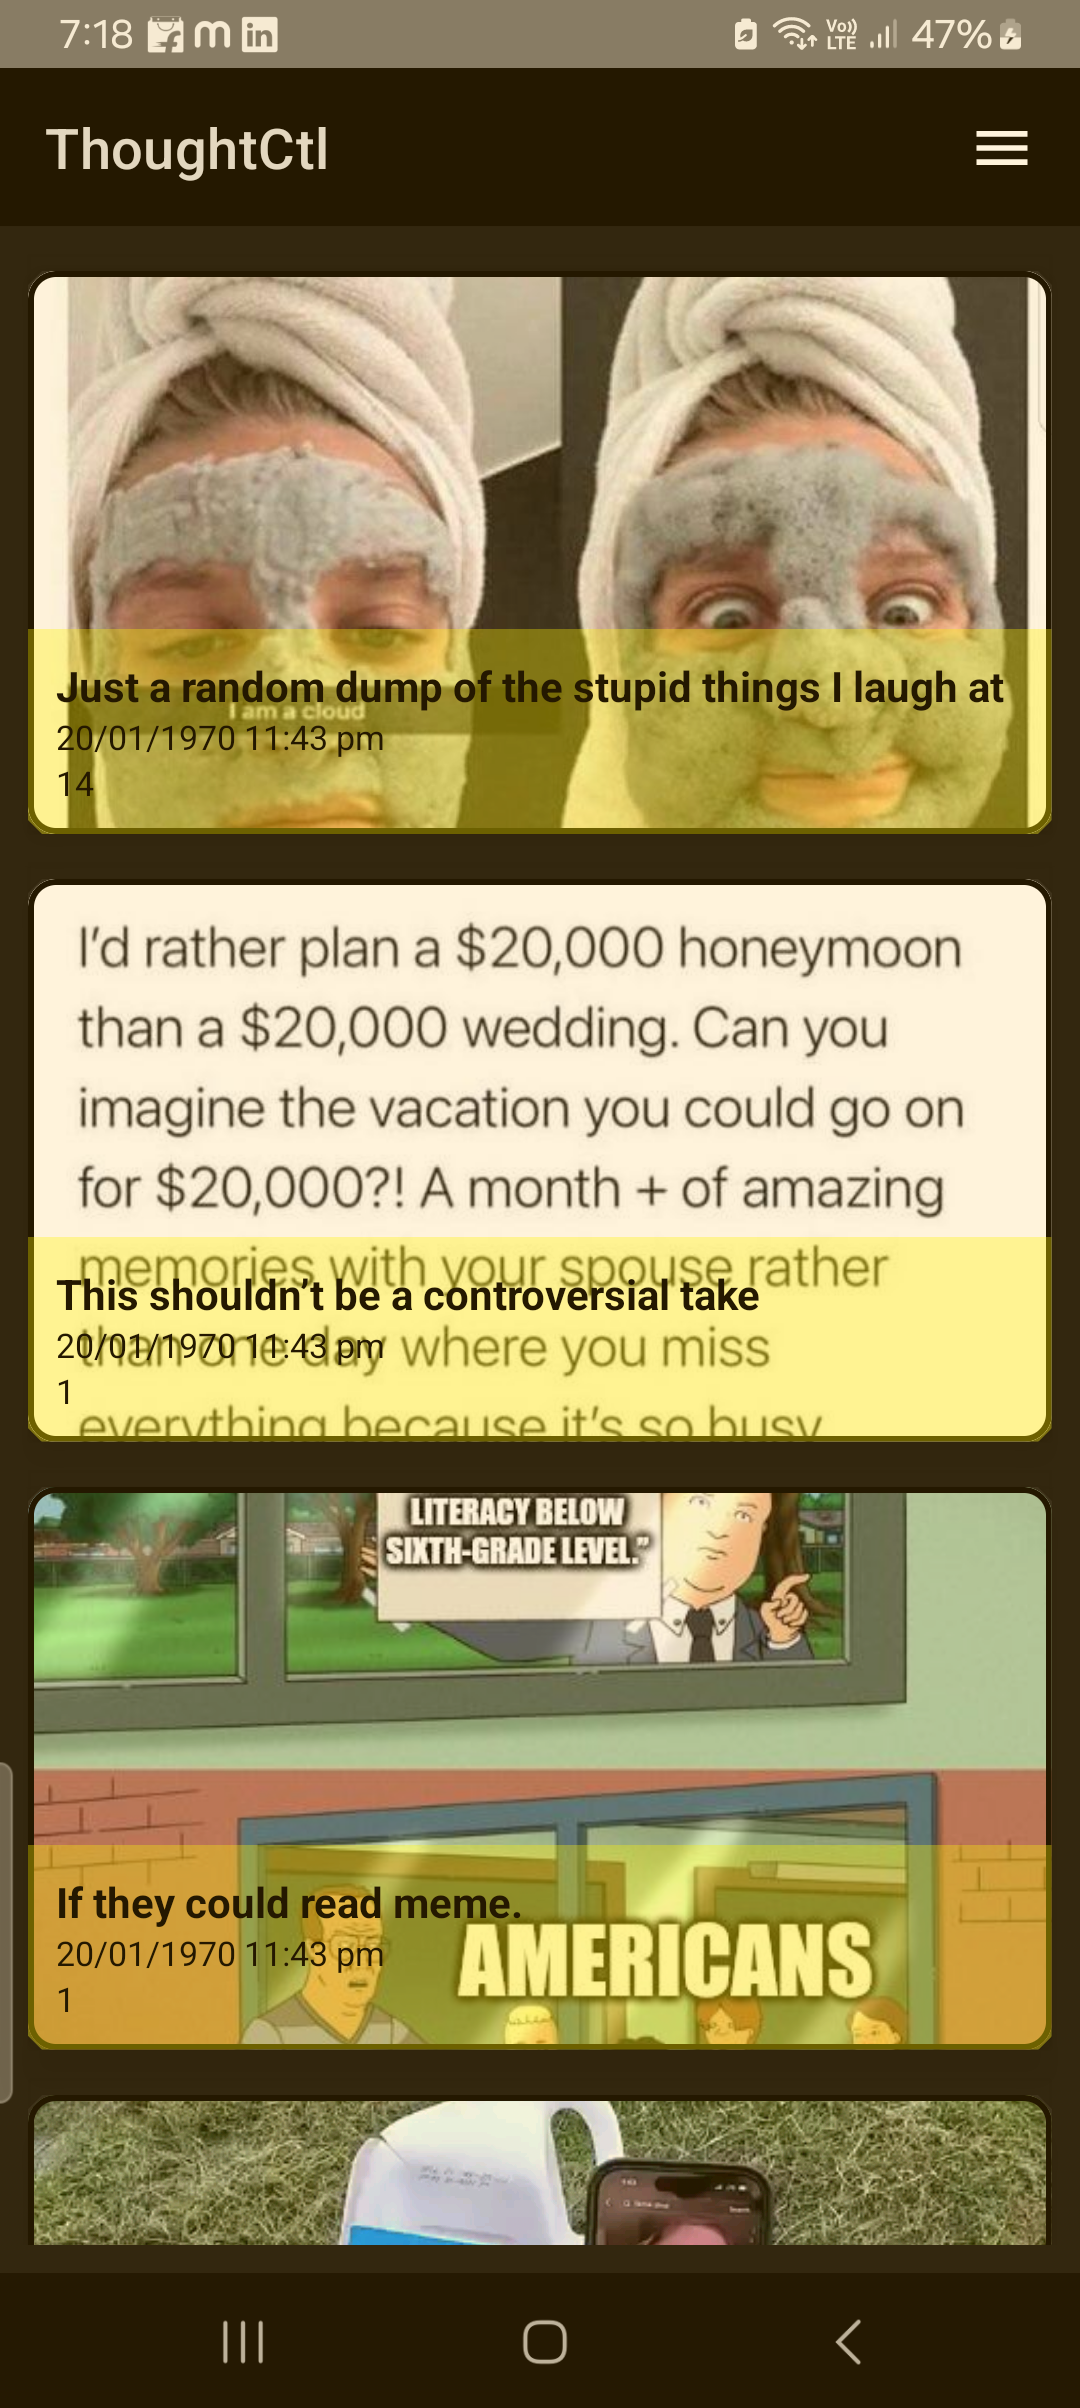 7:18
m
in
Vo))
LTE
47%
ThoughtCtl
I am a cloud
Just a random dump of the stupid things I laugh at
20/01/1970 11:43 pm
14
I'd rather plan a $20,000 honeymoon
than a $20,000 wedding. Can you
imagine the vacation you could go on
for $20,000?! A month + of amazing
memories with your spouse rather
than one day where you miss
everything because it's so busy
This shouldn't be a controversial take
20/01/1970 11:43 pm
1
LITERACY BELOW
SIXTH-GRADE LEVEL."
AMERICANS
If they could read meme.
20/01/1970 11:43 pm
1